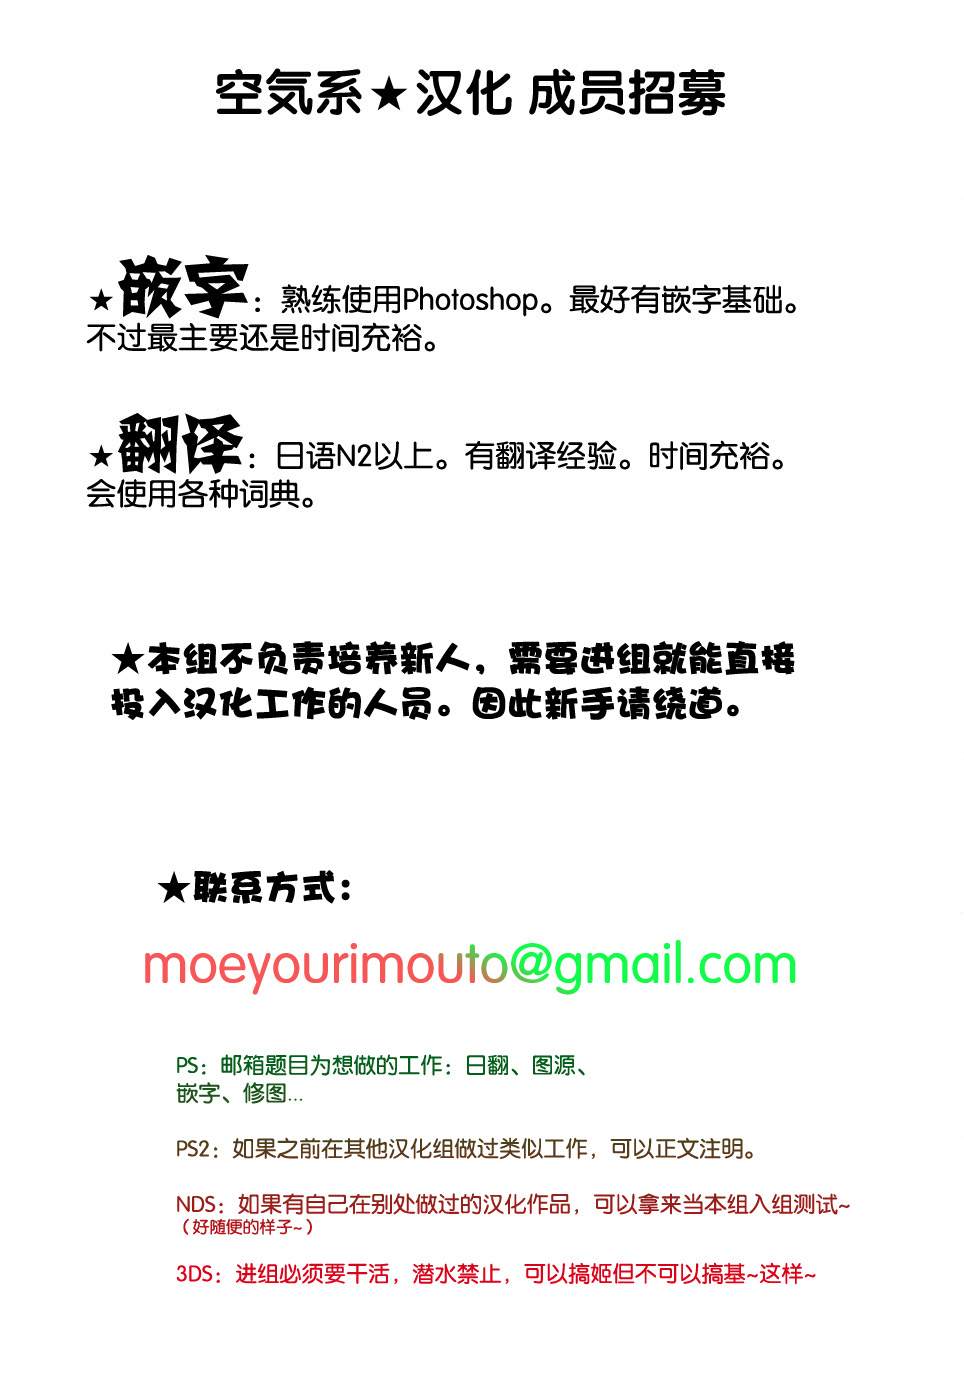 空気系★汉化 成员招募
★嵌字：熟练使用Photoshop。最好有嵌字基础。
不过最主要还是时间充裕。
★翻译：日语N2以上。有翻译经验。时间充裕。
会使用各种词典。
★本组不负责培养新人，需要进组就能直接
投入汉化工作的人员。因此新手请绕道。
★联系方式：
moeyourimouto@gmail.com
PS：邮箱题目为想做的工作：日翻、图源、
嵌字、修图...
PS2：如果之前在其他汉化组做过类似工作，可以正文注明。
NDS：如果有自己在别处做过的汉化作品，可以拿来当本组入组测试~
（好随便的样子~）
3DS：进组必须要干活，潜水禁止，可以搞姬但不可以搞基~这样~